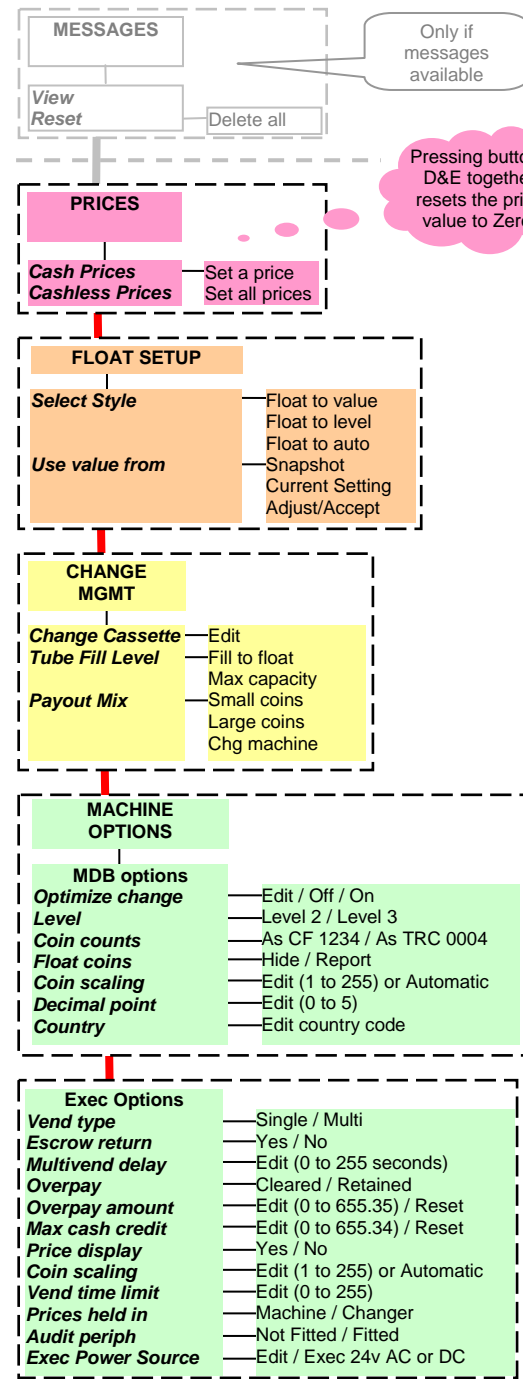 MESSAGES
Only if
messages
available
View
Reset
Delete all
Pressing
D&E
resets the
value to
PRICES
Cash Prices Set a price
Cashless Prices Set all prices
FLOAT SETUP
Select Style Float to value
Float to level
Float to auto
Use value from Snapshot
Current Setting
Adjust/Accept
CHANGE
MGMT
Change Cassette Edit
Tube Fill Level Fill to float
Max capacity
Payout Mix Small coins
Large coins
Chg machine
MACHINE
OPTIONS
MDB options
Optimize change Edit / Off / On
Level Level 2 / Level 3
Coin counts As CF 1234 / As TRC 0004
Float coins Hide / Report
Coin scaling Edit (1 to 255) or Automatic
Decimal point Edit (0 to 5)
Country Edit country code
Exec Options
Vend type Single / Multi
Escrow return Yes / No
Multivend delay Edit (0 to 255 seconds)
Overpay Cleared / Retained
Overpay amount Edit (0 to 655.35) / Reset
Max cash credit Edit (0 to 655.34) / Reset
Price display Yes / No
Coin scaling Edit (1 to 255) or Automatic
Vend time limit Edit (0 to 255)
Prices held in Machine / Changer
Audit periph Not Fitted / Fitted
Exec Power Source Edit / Exec 24v AC or DC